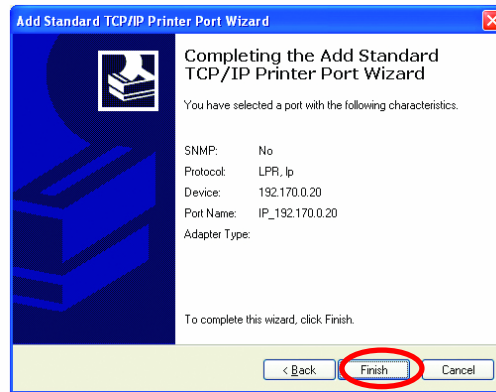 Add Standard TCP/IP Printer Port Wizard
Completing the Add Standard
TCP/IP Printer Port Wizard
You have selected a port with the following characteristics.
SNMP: No
Protocol: LPR, lp
Device: 192.170.0.20
Port Name: IP_192.170.0.20
Adapter Type:
To complete this wizard, click Finish.
< Back Finish Cancel